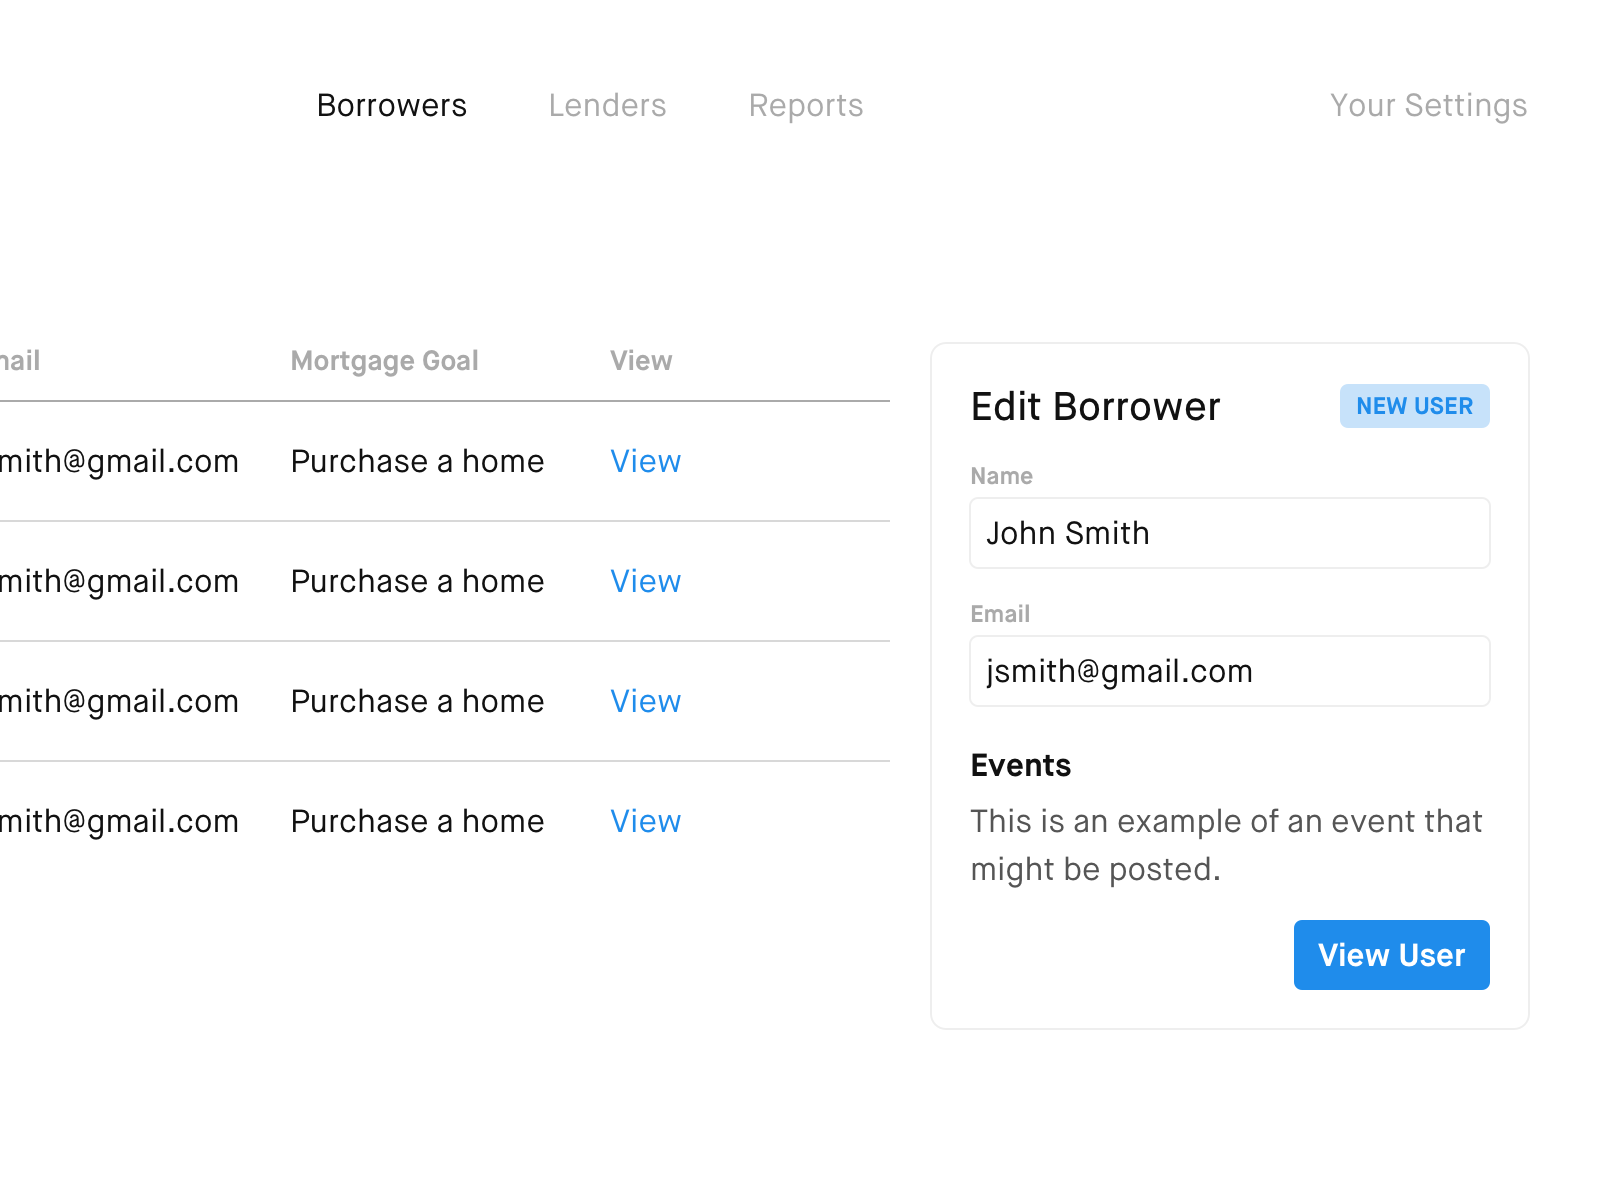 Borrowers Lenders Reports Your Settings
Mortgage Goal View
mith@gmail.com Purchase a home View
mith@gmail.com Purchase a home View
mith@gmail.com Purchase a home View
mith@gmail.com Purchase a home View
Edit Borrower NEW USER
Name
John Smith
Email
jsmith@gmail.com
Events
This is an example of an event that
might be posted.
View User